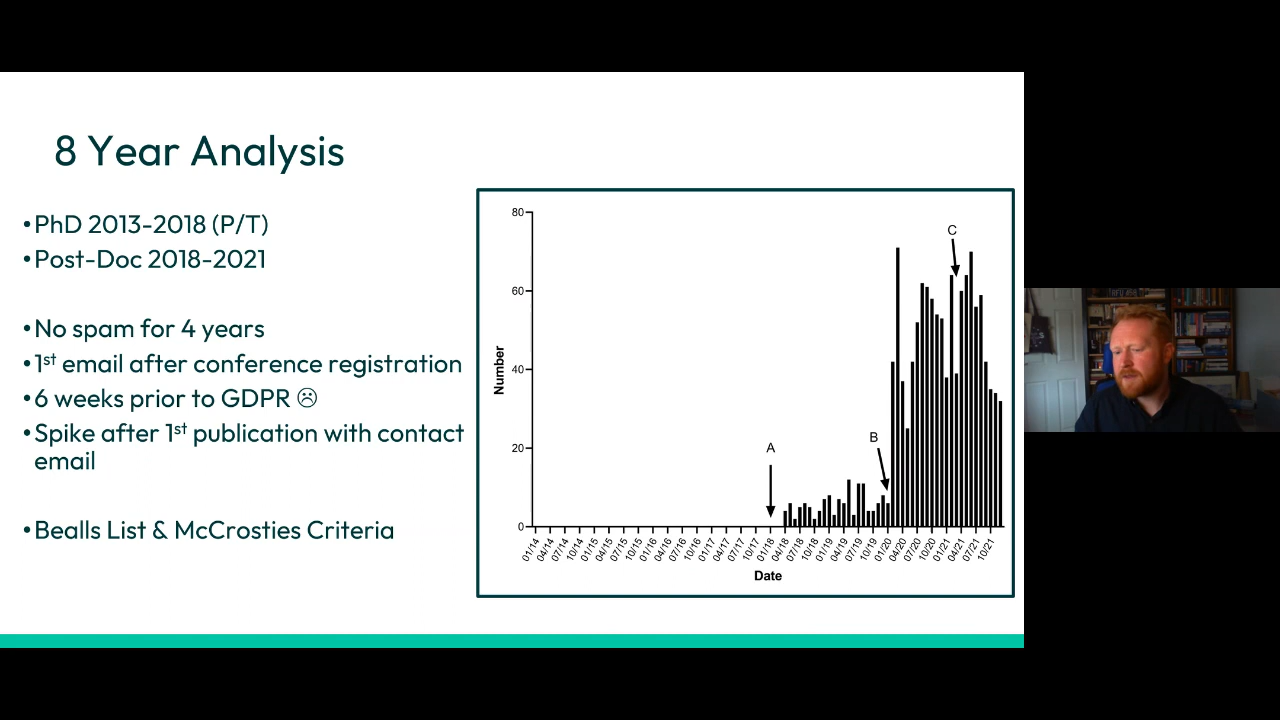 8 Year Analysis
•PhD 2013-2018 (P/T)
•Post-Doc 2018-2021
•No spam for 4 years
•1st email after conference registration
•6 weeks prior to GDPR ☹
•Spike after 1st publication with contact
email
•Bealls List & McCrosties Criteria
80
60
40
20
0
Number
A
B
C
01/14
04/14
07/14
10/14
01/15
04/15
07/15
10/15
01/16
04/16
07/16
10/16
01/17
04/17
07/17
10/17
01/18
04/18
07/18
10/18
01/19
04/19
07/19
10/19
01/20
04/20
07/20
10/20
01/21
04/21
07/21
10/21
Date